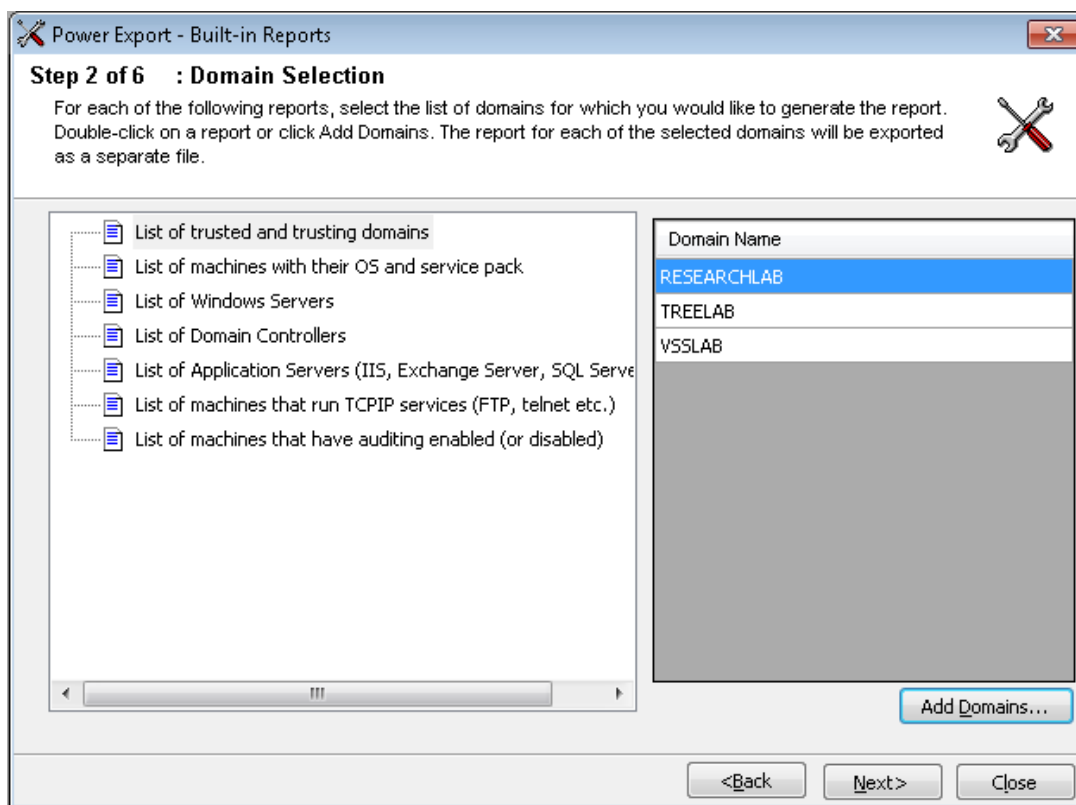 Power Export - Built-in Reports
Step 2 of 6 : Domain Selection
For each of the following reports, select the list of domains for which you would like to generate the report.
Double-click on a report or click Add Domains. The report for each of the selected domains will be exported
as a separate file.
List of trusted and trusting domains
List of machines with their OS and service pack
List of Windows Servers
List of Domain Controllers
List of Application Servers (IIS, Exchange Server, SQL Serve
List of machines that run TCPIP services (FTP, telnet etc.)
List of machines that have auditing enabled (or disabled)
Domain Name
RESEARCHLAB
TREELAB
VSSLAB
Add Domains...
<Back
Next>
Close